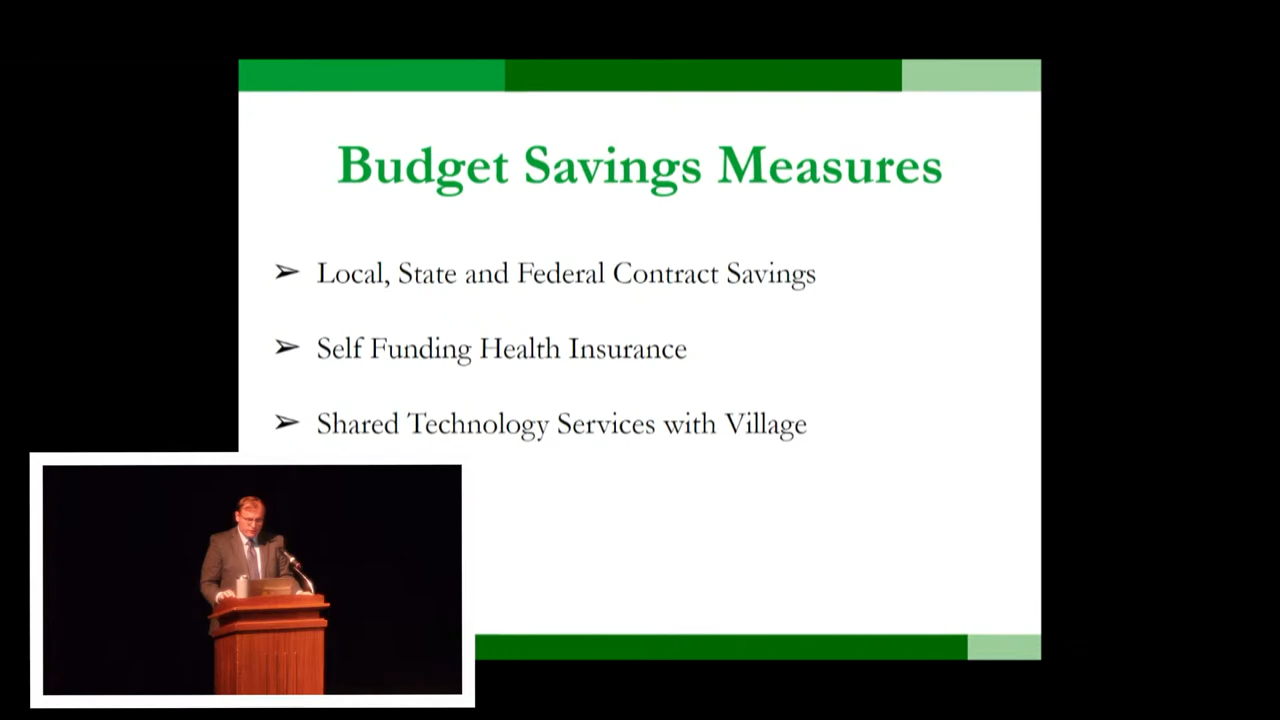 Budget Savings Measures
➢ Local, State and Federal Contract Savings
➢ Self Funding Health Insurance
➢ Shared Technology Services with Village